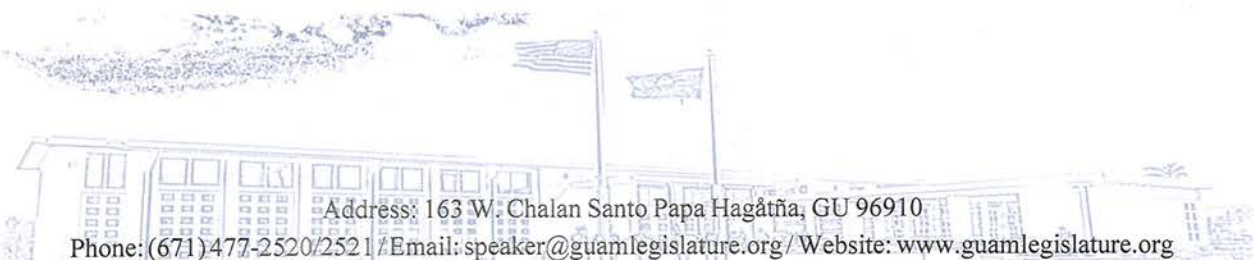 Address: 163 W. Chalan Santo Papa Hagåtña, GU 96910
Phone: (671)477-2520/2521 / Email: speaker@guamlegislature.org / Website: www.guamlegislature.org